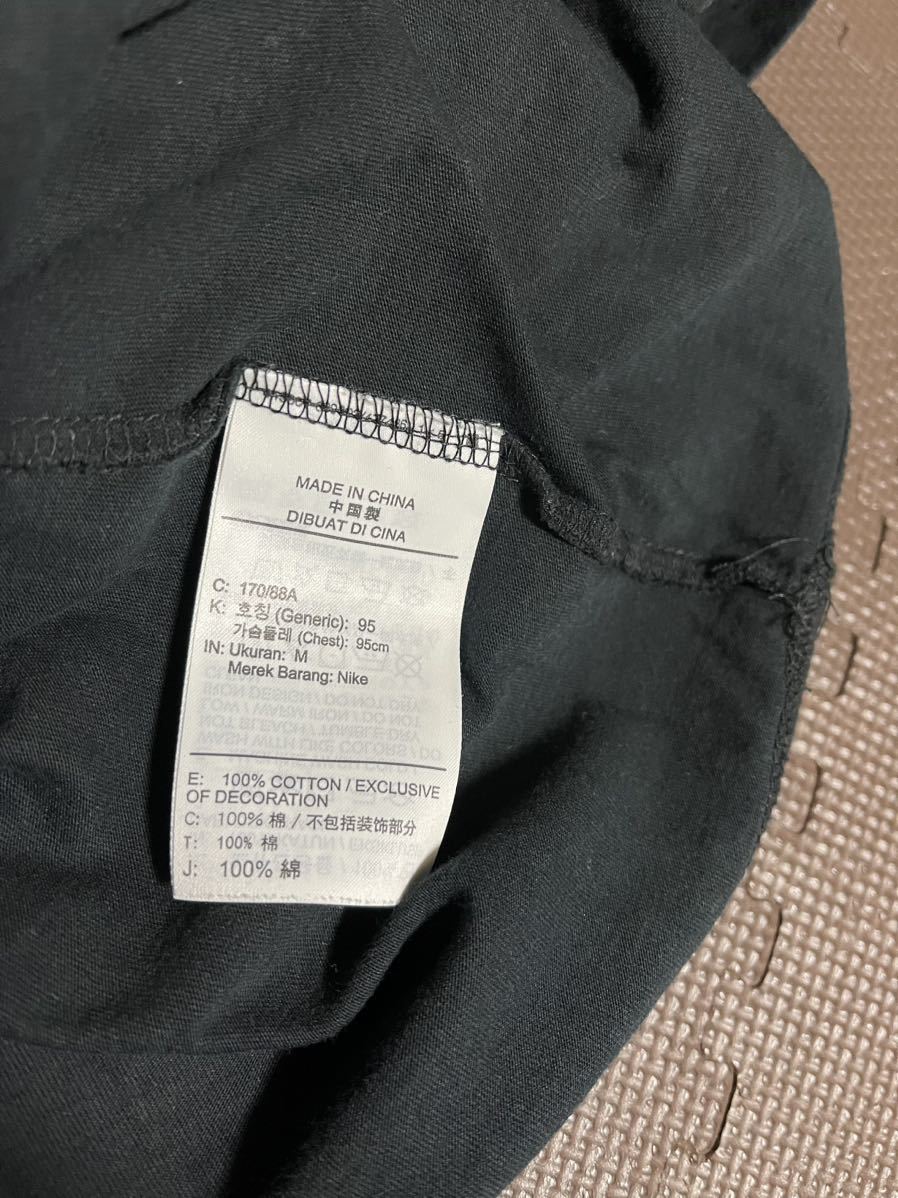 MADE IN CHINA
中国製
DIBUAT DI CINA
C: 170/88A
K: 호칭 (Generic): 95
가슴둘레 (Chest): 95cm
IN: Ukuran: M
Merek Barang: Nike
E: 100% COTTON / EXCLUSIVE
OF DECORATION
C: 100% 棉 / 不包括装饰部分
T: 100% 棉
J: 100% 綿